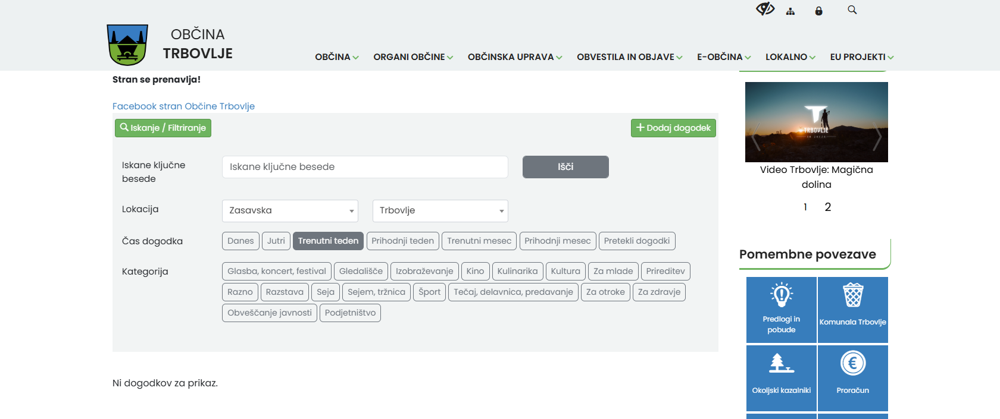 OBČINA
TRBOVLJE
OBČINA ORGANI OBČINE OBČINSKA UPRAVA OBVESTILA IN OBJAVE E-OBČINA LOKALNO EU PROJEKTI
Stran se prenavlja!
Facebook stran Občine Trbovlje
Iskanje / Filtriranje
+ Dodaj dogodek
Iskane ključne
besede
Iskane ključne besede
Išči
Lokacija
Zasavska
Trbovlje
Čas dogodka
Danes Jutri Trenutni teden Prihodnji teden Trenutni mesec Prihodnji mesec Pretekli dogodki
Kategorija
Glasba, koncert, festival Gledališče Izobraževanje Kino Kulinarika Kultura Za mlade Prireditev
Razno Razstava Seja Sejem, tržnica Šport Tečaj, delavnica, predavanje Za otroke Za zdravje
Obveščanje javnosti Podjetništvo
Ni dogodkov za prikaz.
TRBOVLJE
Video Trbovlje: Magična
dolina
1 2
Pomembne povezave
Predlogi in
pobude
Komunala Trbovlje
Okoljski kazalniki
Proračun